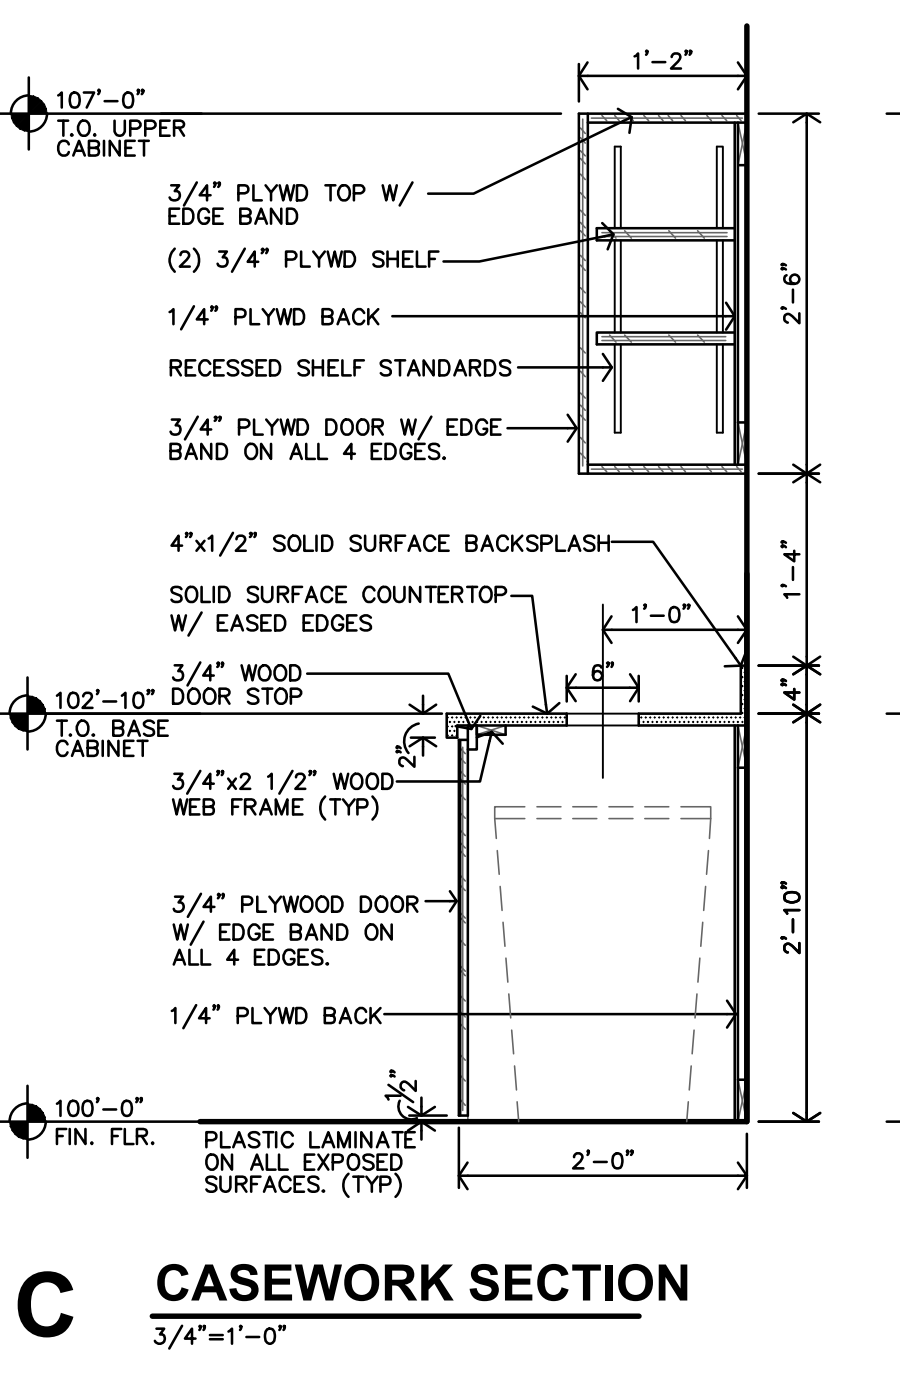 1'-2"
107'-0"
T.O. UPPER
CABINET
3/4" PLYWD TOP W/
EDGE BAND
(2) 3/4" PLYWD SHELF
1/4" PLYWD BACK
2'-6"
RECESSED SHELF STANDARDS
3/4" PLYWD DOOR W/ EDGE
BAND ON ALL 4 EDGES.
4"x1/2" SOLID SURFACE BACKSPLASH
1'-4"
SOLID SURFACE COUNTERTOP
W/ EASED EDGES
1'-0"
3/4" WOOD
DOOR STOP
6"
4"
102'-10"
T.O. BASE
CABINET
2"
3/4"x2 1/2" WOOD
WEB FRAME (TYP)
3/4" PLYWOOD DOOR
W/ EDGE BAND ON
ALL 4 EDGES.
2'-10"
1/4" PLYWD BACK
1/2"
100'-0"
FIN. FLR.
PLASTIC LAMINATE
ON ALL EXPOSED
SURFACES. (TYP)
2'-0"
C CASEWORK SECTION
3/4"=1'-0"